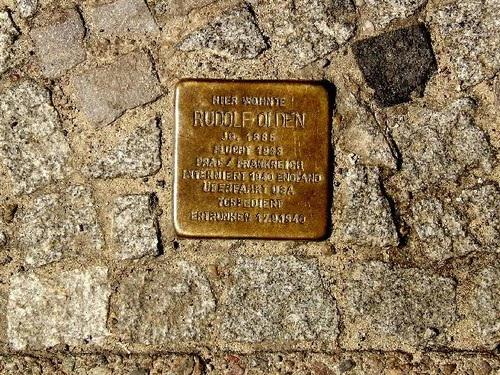 HIER WOHNTE
RUDOLF OLDEN
JG. 1885
FLUCHT 1933
PRAG / FRANKREICH
INTERNIERT 1940 ENGLAND
ÜBERFAHRT USA
TORPEDIERT
ERTRUNKEN 17.9.1940